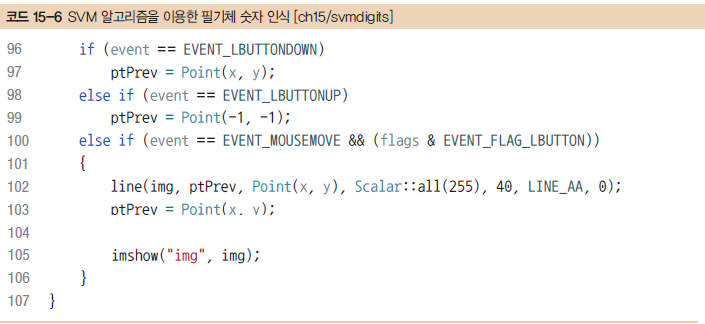 코드 15-6 SVM 알고리즘을 이용한 필기체 숫자 인식 [ch15/svmdigits]
96 if (event == EVENT_LBUTTONDOWN)
97 ptPrev = Point(x, y);
98 else if (event == EVENT_LBUTTONUP)
99 ptPrev = Point(-1, -1);
100 else if (event == EVENT_MOUSEMOVE && (flags & EVENT_FLAG_LBUTTON))
101 {
102 line(img, ptPrev, Point(x, y), Scalar::all(255), 40, LINE_AA, 0);
103 ptPrev = Point(x, y);
104
105 imshow("img", img);
106 }
107 }